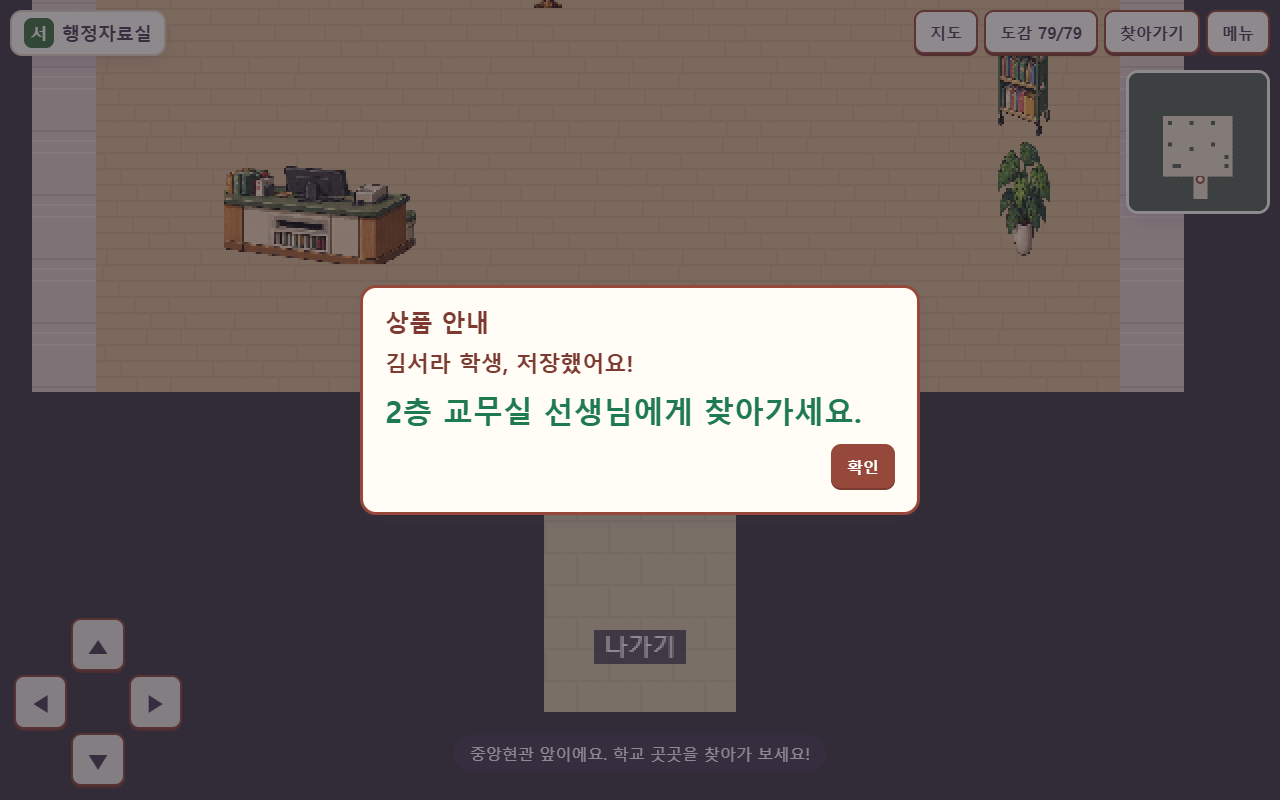 서 행정자료실
지도 도감 79/79 찾아가기 메뉴
상품 안내
김서라 학생, 저장했어요!
2층 교무실 선생님에게 찾아가세요.
확인
나가기
중앙현관 앞이에요. 학교 곳곳을 찾아가 보세요!